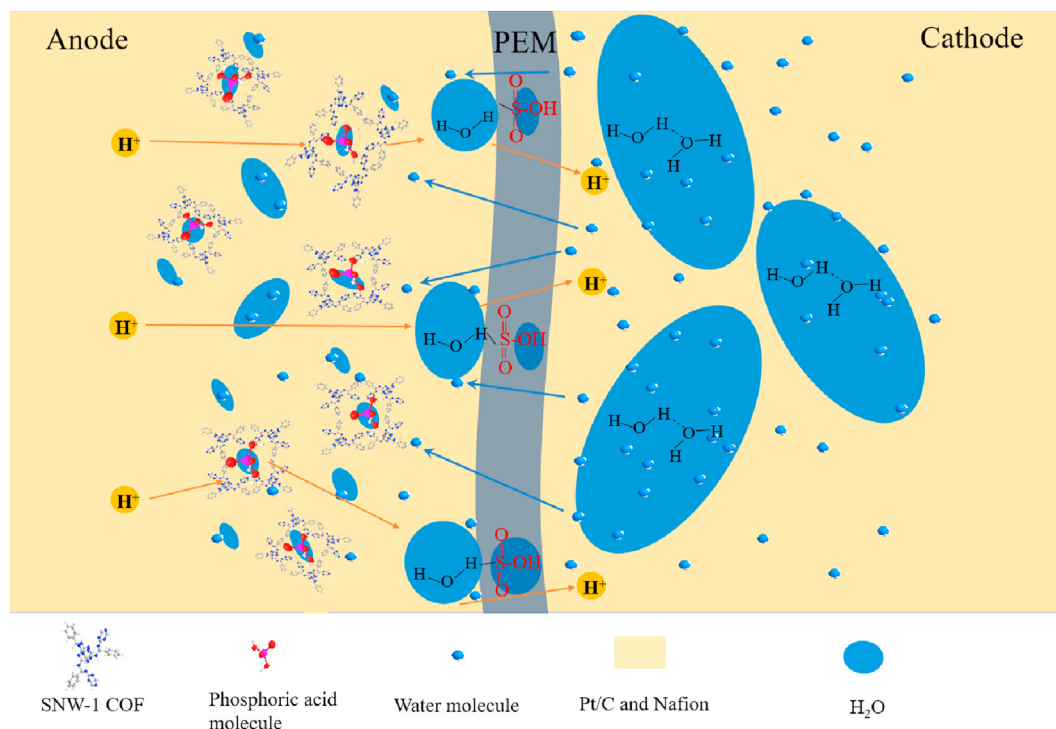 Anode
PEM
Cathode
H⁺
H O H
O
S-OH
O
H⁺
H O H
O H
H
H O H
O H
H
H⁺
H⁺
H O H
O
S-OH
O
H O H
O H
H
H⁺
H O H
O
S-OH
O
H⁺
SNW-1 COF
Phosphoric acid
molecule
Water molecule
Pt/C and Nafion
H₂O